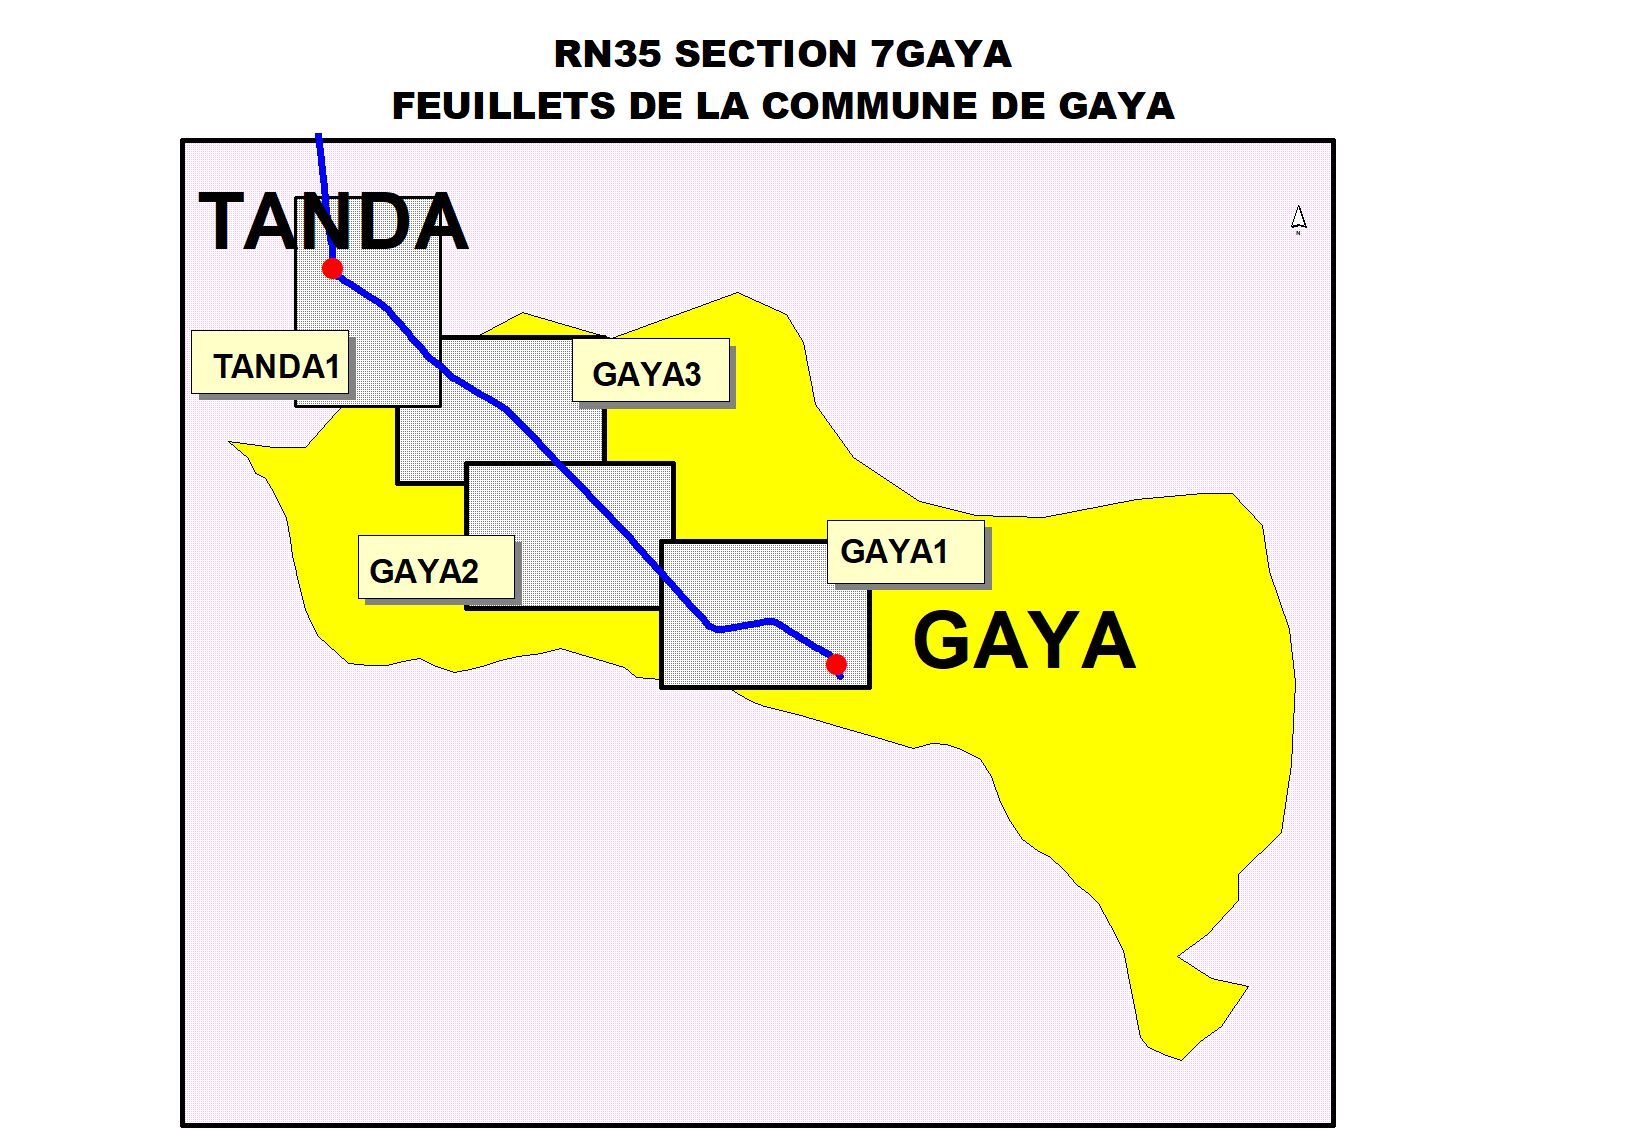 RN35 SECTION 7GAYA
FEUILLETS DE LA COMMUNE DE GAYA
TANDA
N
TANDA1
GAYA3
GAYA1
GAYA2
GAYA